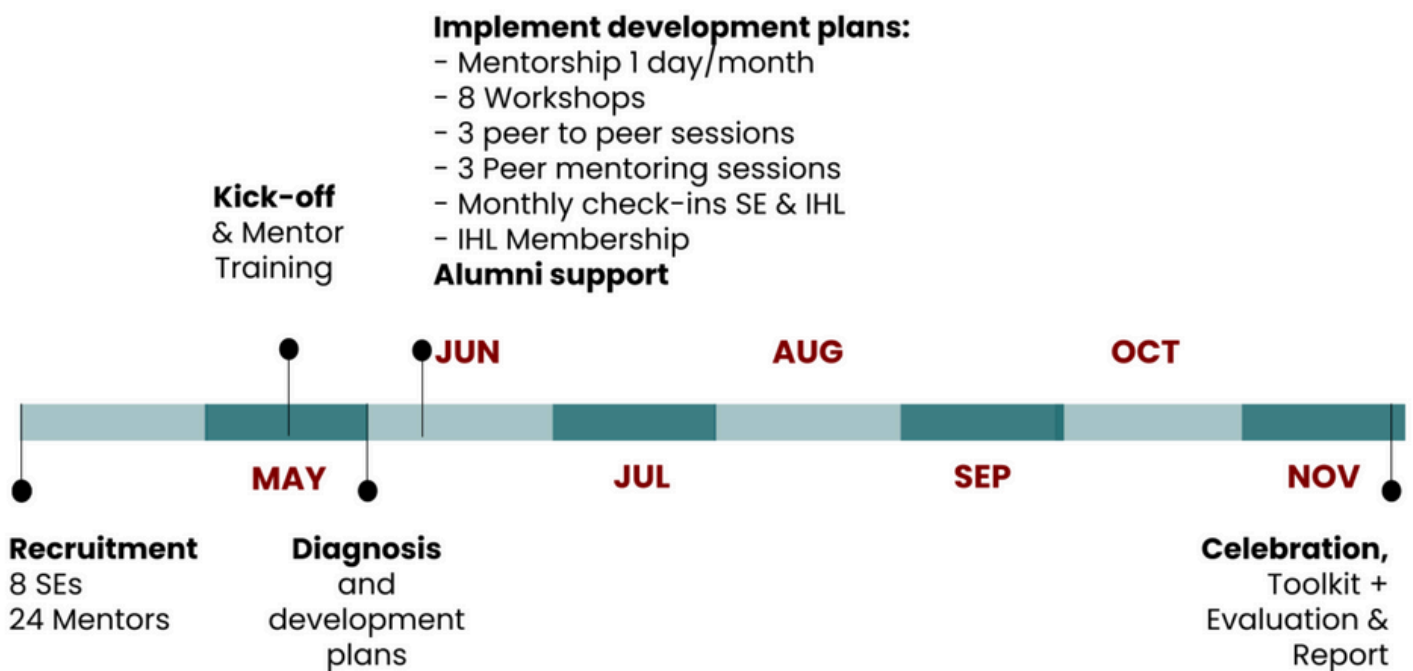 Implement development plans:
- Mentorship 1 day/month
- 8 Workshops
- 3 peer to peer sessions
- 3 Peer mentoring sessions
- Monthly check-ins SE & IHL
- IHL Membership
Alumni support
Kick-off
& Mentor
Training
JUN
AUG
OCT
MAY
JUL
SEP
NOV
Recruitment
8 SEs
24 Mentors
Diagnosis
and
development
plans
Celebration,
Toolkit +
Evaluation &
Report